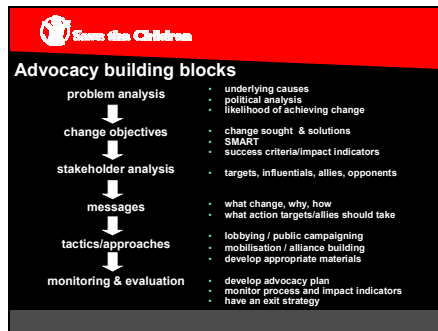 Save the Children
Advocacy building blocks
problem analysis
• underlying causes
• political analysis
• likelihood of achieving change
change objectives
• change sought & solutions
• SMART
• success criteria/impact indicators
stakeholder analysis
• targets, influentials, allies, opponents
messages
• what change, why, how
• what action targets/allies should take
tactics/approaches
• lobbying / public campaigning
• mobilisation / alliance building
• develop appropriate materials
monitoring & evaluation
• develop advocacy plan
• monitor process and impact indicators
• have an exit strategy